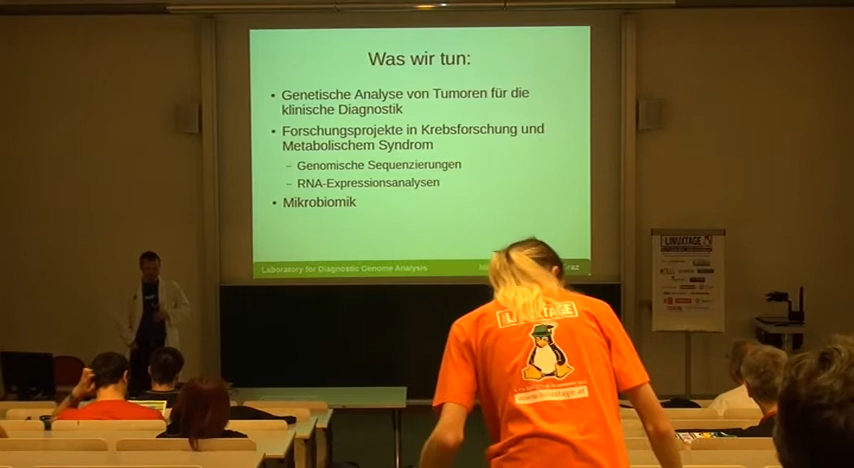 Was wir tun:
• Genetische Analyse von Tumoren für die
klinische Diagnostik
• Forschungsprojekte in Krebsforschung und
Metabolischem Syndrom
– Genomische Sequenzierungen
– RNA-Expressionsanalysen
• Mikrobiomik
Laboratory for Diagnostic Genome Analysis
LINUXTAGE
LINUXTAGE
www.linuxtage.at